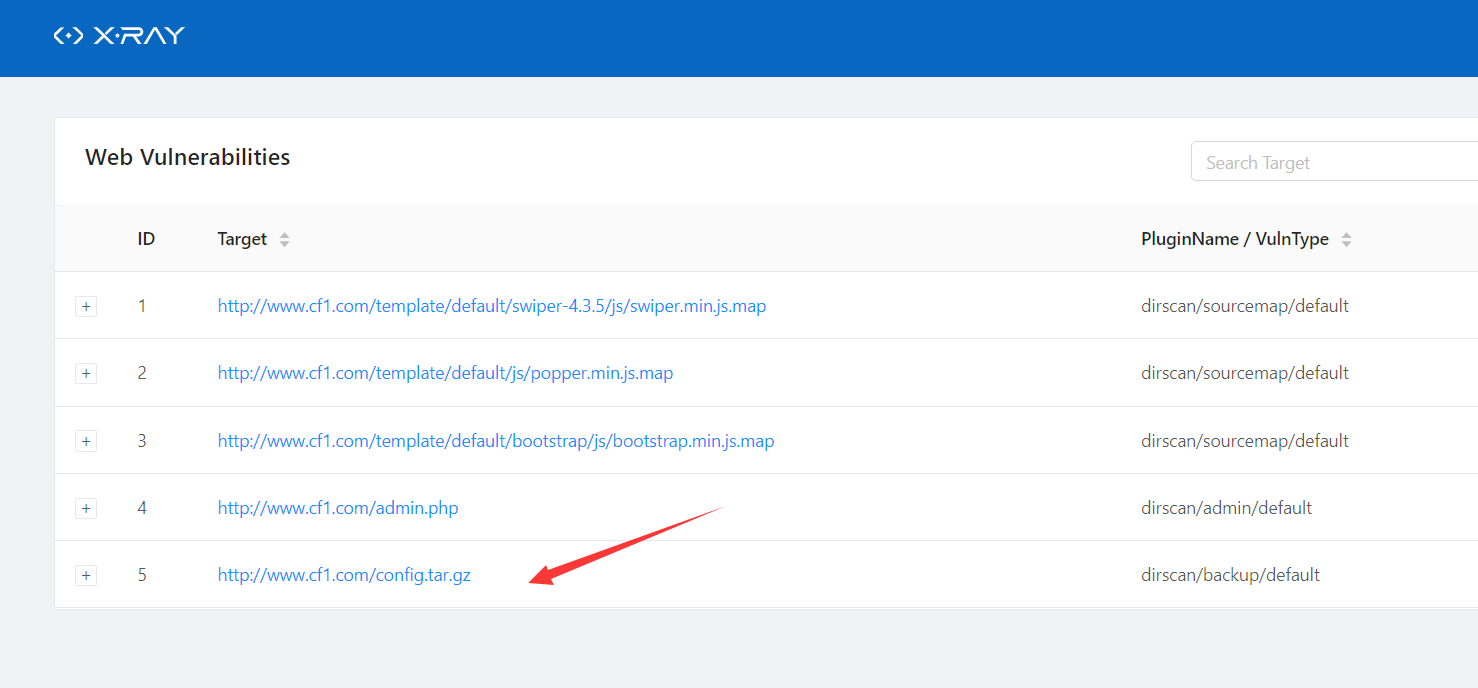 X-RAY
Web Vulnerabilities
Search Target
ID Target PluginName / VulnType
+ 1 http://www.cf1.com/template/default/swiper-4.3.5/js/swiper.min.js.map dirscan/sourcemap/default
+ 2 http://www.cf1.com/template/default/js/popper.min.js.map dirscan/sourcemap/default
+ 3 http://www.cf1.com/template/default/bootstrap/js/bootstrap.min.js.map dirscan/sourcemap/default
+ 4 http://www.cf1.com/admin.php dirscan/admin/default
+ 5 http://www.cf1.com/config.tar.gz dirscan/backup/default